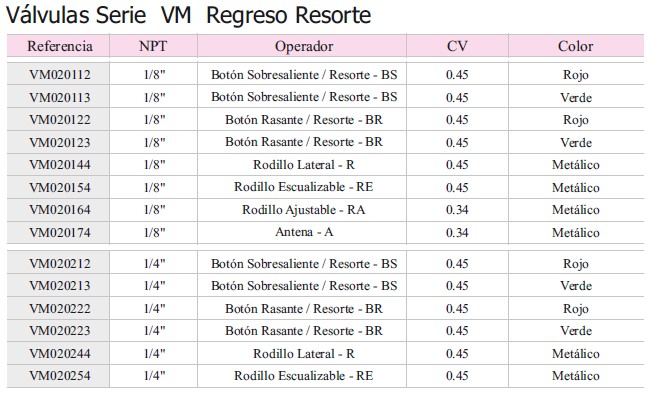 Válvulas Serie VM Regreso Resorte
Referencia NPT Operador CV Color
VM020112 1/8" Botón Sobresaliente / Resorte - BS 0.45 Rojo
VM020113 1/8" Botón Sobresaliente / Resorte - BS 0.45 Verde
VM020122 1/8" Botón Rasante / Resorte - BR 0.45 Rojo
VM020123 1/8" Botón Rasante / Resorte - BR 0.45 Verde
VM020144 1/8" Rodillo Lateral - R 0.45 Metálico
VM020154 1/8" Rodillo Escualizable - RE 0.45 Metálico
VM020164 1/8" Rodillo Ajustable - RA 0.34 Metálico
VM020174 1/8" Antena - A 0.34 Metálico
VM020212 1/4" Botón Sobresaliente / Resorte - BS 0.45 Rojo
VM020213 1/4" Botón Sobresaliente / Resorte - BS 0.45 Verde
VM020222 1/4" Botón Rasante / Resorte - BR 0.45 Rojo
VM020223 1/4" Botón Rasante / Resorte - BR 0.45 Verde
VM020244 1/4" Rodillo Lateral - R 0.45 Metálico
VM020254 1/4" Rodillo Escualizable - RE 0.45 Metálico